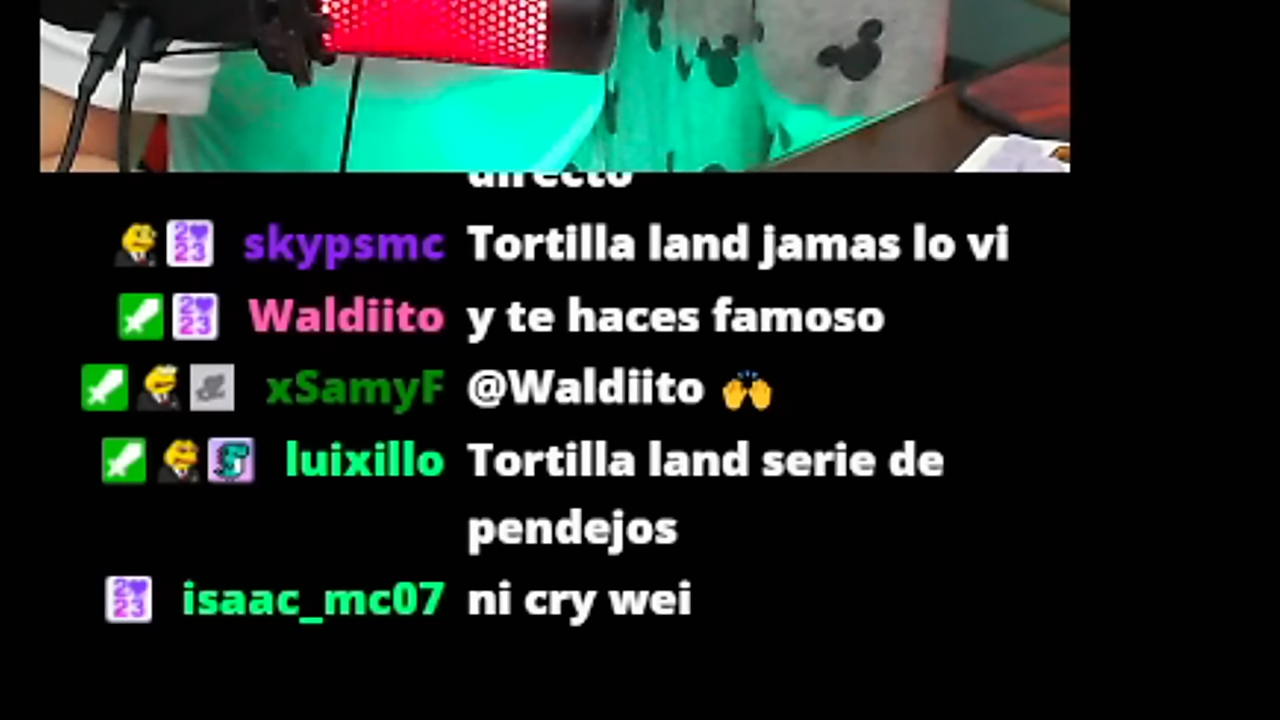 directo
skypsmc Tortilla land jamas lo vi
Waldiito y te haces famoso
xSamyF @Waldiito 🙌
luixillo Tortilla land serie de
pendejos
isaac_mc07 ni cry wei